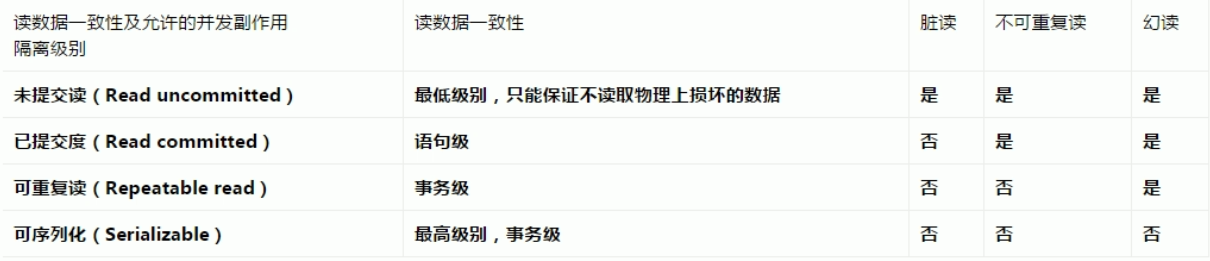 读数据一致性及允许的并发副作用
隔离级别
读数据一致性
脏读
不可重复读
幻读
未提交读（Read uncommitted）
最低级别，只能保证不读取物理上损坏的数据
是
是
是
已提交度（Read committed）
语句级
否
是
是
可重复读（Repeatable read）
事务级
否
否
是
可序列化（Serializable）
最高级别，事务级
否
否
否